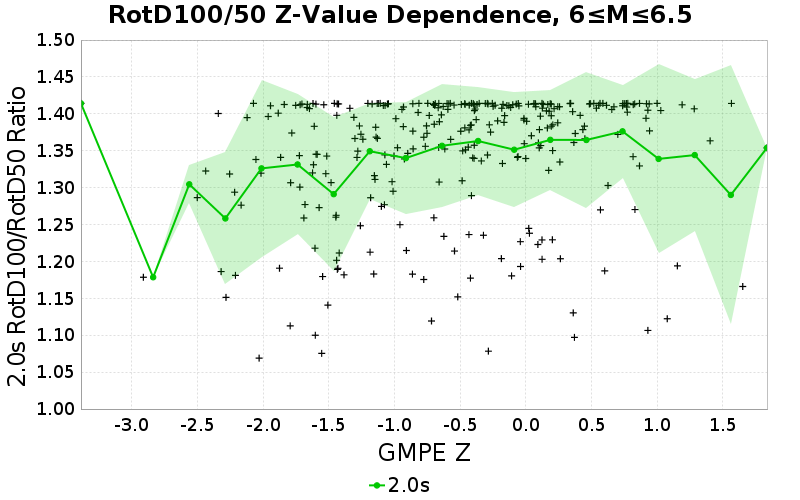 RotD100/50 Z-Value Dependence, 6≤M≤6.5
2.0s RotD100/RotD50 Ratio
1.50
1.45
1.40
1.35
1.30
1.25
1.20
1.15
1.10
1.05
1.00
-3.0 -2.5 -2.0 -1.5 -1.0 -0.5 0.0 0.5 1.0 1.5
GMPE Z
2.0s